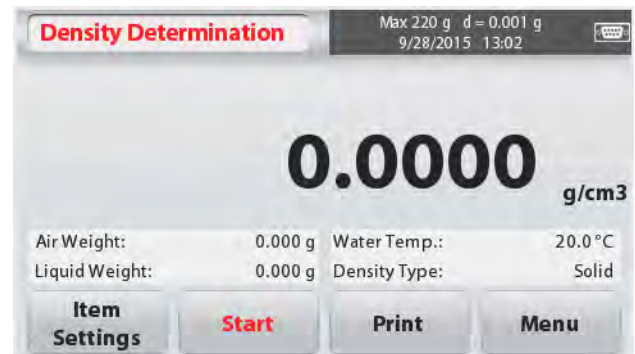 Density Determination
Max 220 g d = 0.001 g
9/28/2015 13:02
0.0000
g/cm3
Air Weight: 0.000 g Water Temp.: 20.0 °C
Liquid Weight: 0.000 g Density Type: Solid
Item
Settings
Start
Print
Menu